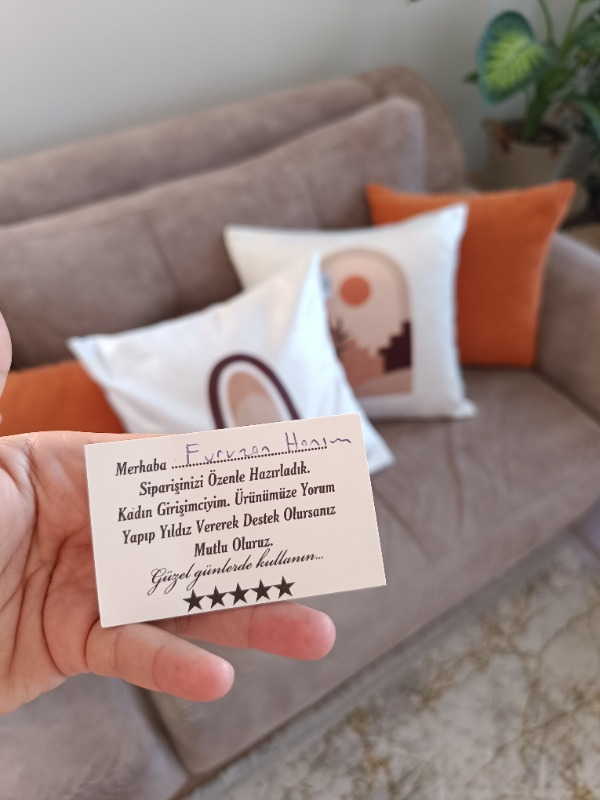 Merhaba ... Furuzan Hanım
Siparişinizi Özenle Hazırladık.
Kadın Girişimciyim. Ürünümüze Yorum
Yapıp Yıldız Vererek Destek Olursanız
Mutlu Oluruz.
Güzel günlerde kullanın...
★★★★★